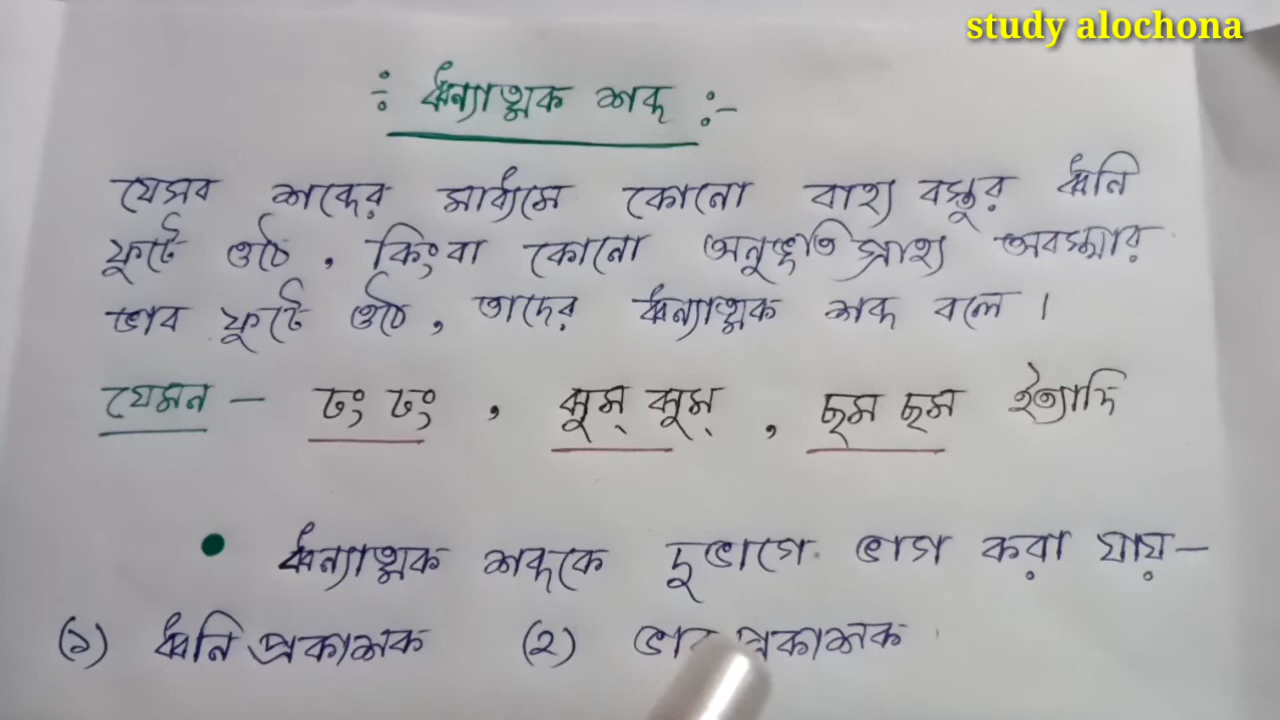 study alochona
÷ ধ্বন্যাত্মক শব্দ :-
যেসব শব্দের মাধ্যমে কোনো বাহ্য বস্তুর ধ্বনি
ফুটে ওঠে , কিংবা কোনো অনুভূতিগ্রাহ্য অবস্থার
ভাব ফুটে ওঠে , তাদের ধ্বন্যাত্মক শব্দ বলে ।
যেমন - ঢং ঢং , ঝুম্ ঝুম্ , ছম ছম ইত্যাদি
• ধ্বন্যাত্মক শব্দকে দুভাগে ভাগ করা যায় -
(১) ধ্বনি প্রকাশক (২) ভাব প্রকাশক